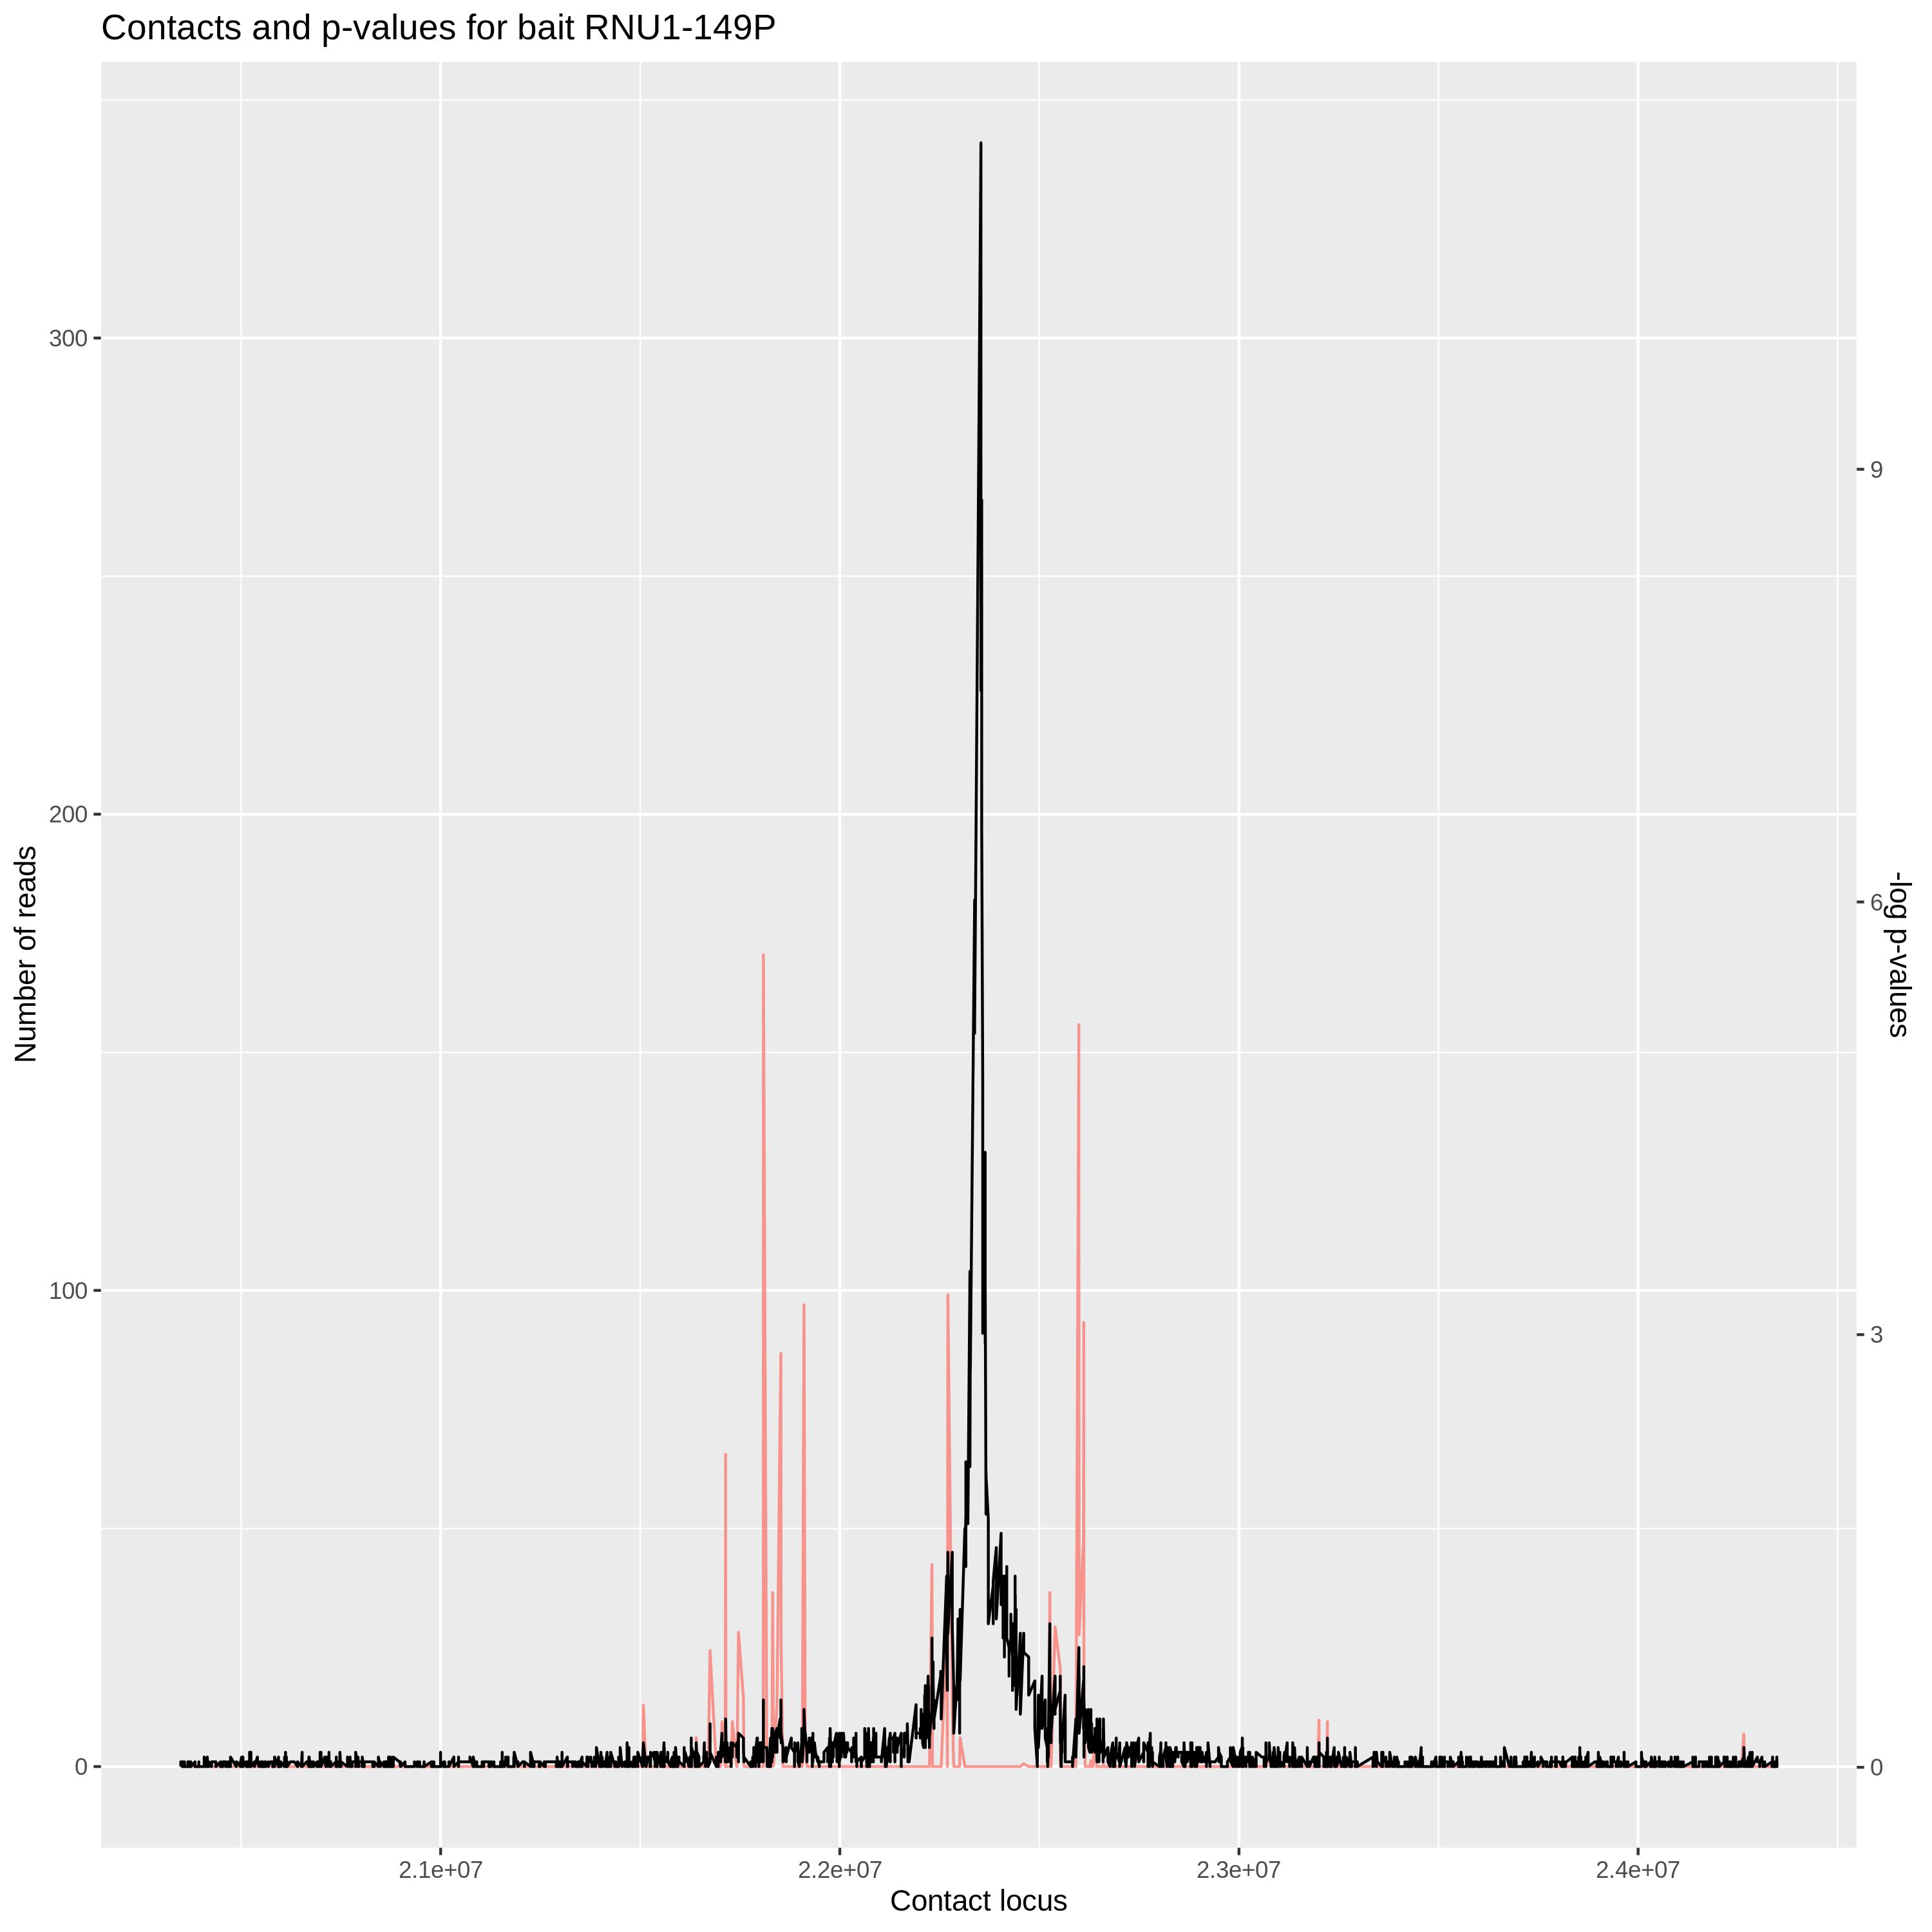 Contacts and p-values for bait RNU1-149P
300
200
100
0
Number of reads
9
6
3
0
-log p-values
2.1e+07
2.2e+07
2.3e+07
2.4e+07
Contact locus